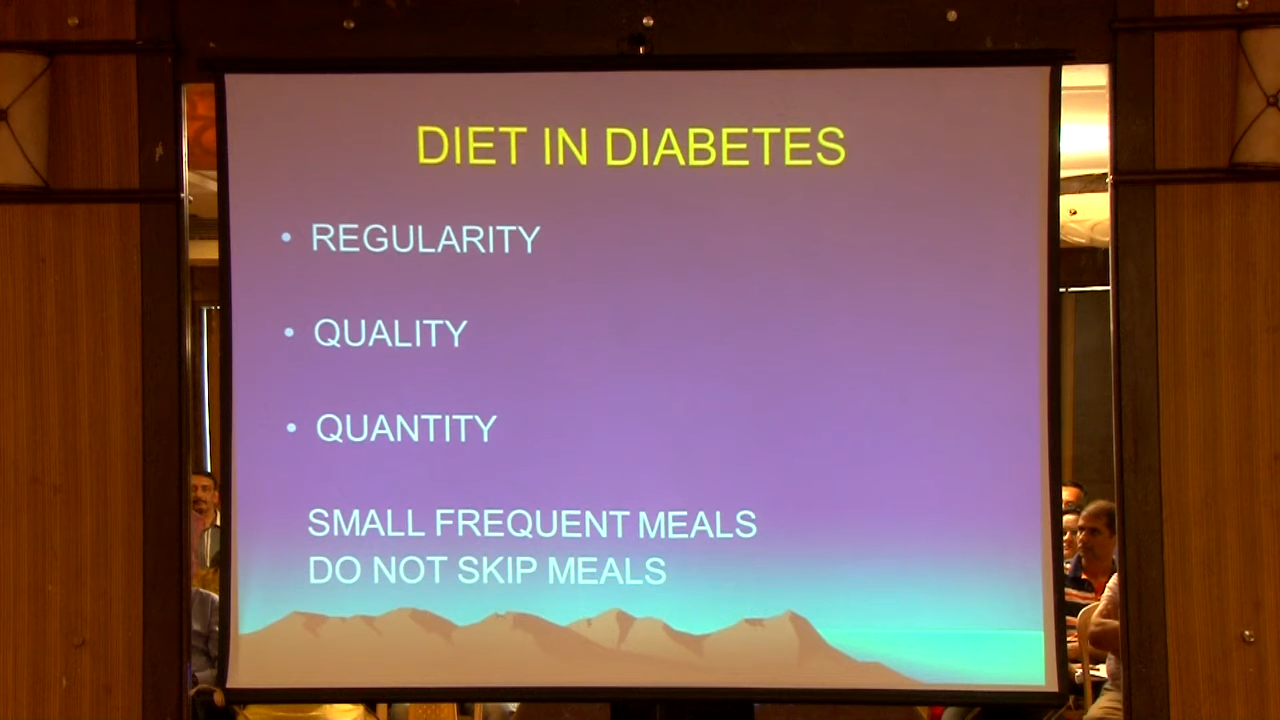 DIET IN DIABETES
• REGULARITY
• QUALITY
• QUANTITY
SMALL FREQUENT MEALS
DO NOT SKIP MEALS